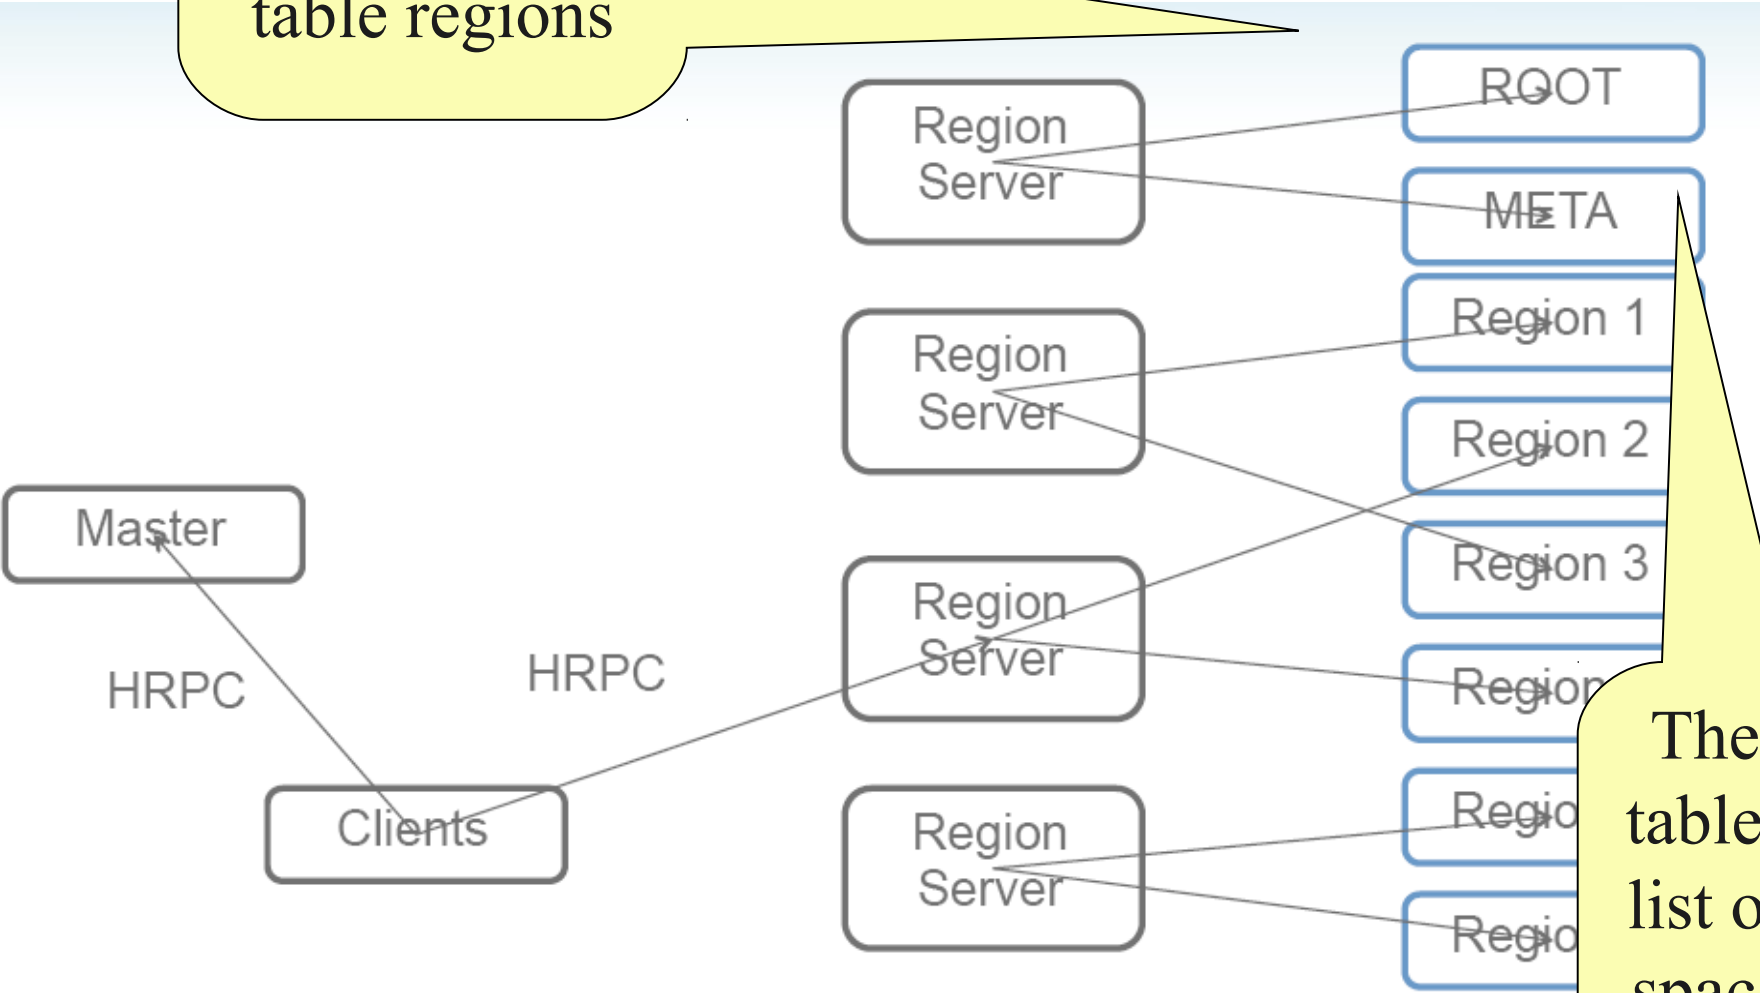 table regions
ROOT
Region
Server
META
Region 1
Region
Server
Region 2
Master
Region 3
Region
Server
HRPC
HRPC
Region
The
table
Clients
Region
Server
list